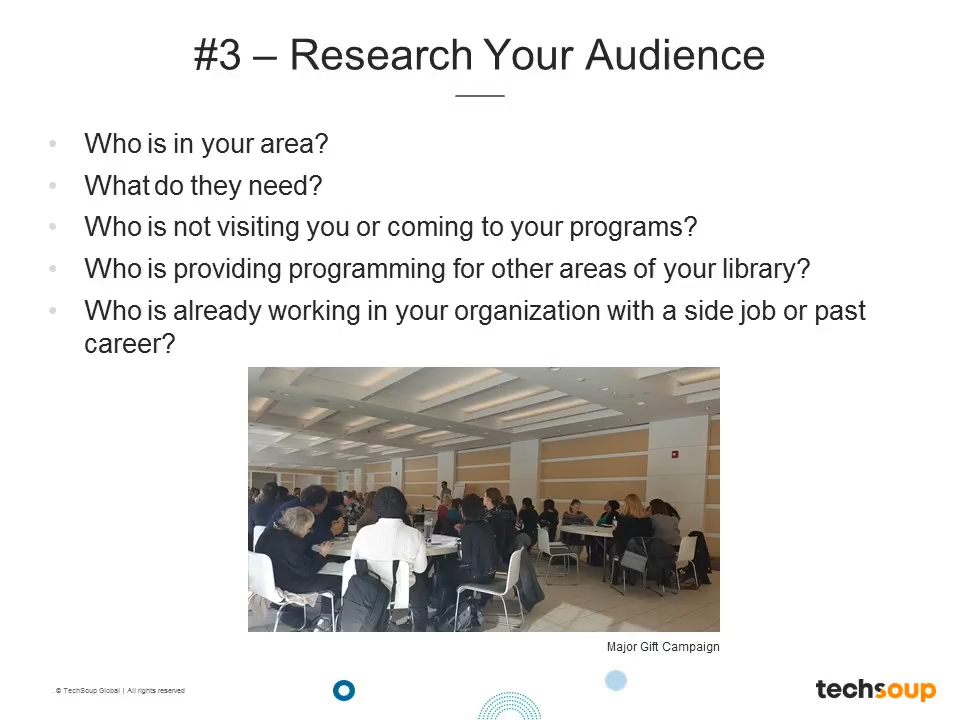 #3 – Research Your Audience
• Who is in your area?
• What do they need?
• Who is not visiting you or coming to your programs?
• Who is providing programming for other areas of your library?
• Who is already working in your organization with a side job or past
career?
Major Gift Campaign
. © TechSoup Global | All rights reserved
techsoup